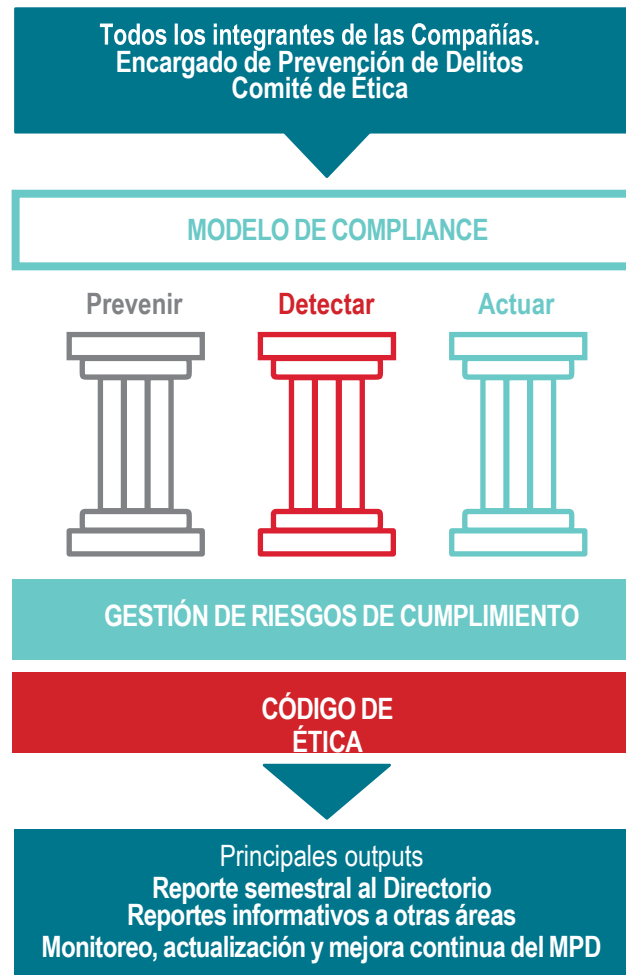 Todos los integrantes de las Compañías.
Encargado de Prevención de Delitos
Comité de Ética
MODELO DE COMPLIANCE
Prevenir
Detectar
Actuar
GESTIÓN DE RIESGOS DE CUMPLIMIENTO
CÓDIGO DE
ÉTICA
Principales outputs
Reporte semestral al Directorio
Reportes informativos a otras áreas
Monitoreo, actualización y mejora continua del MPD